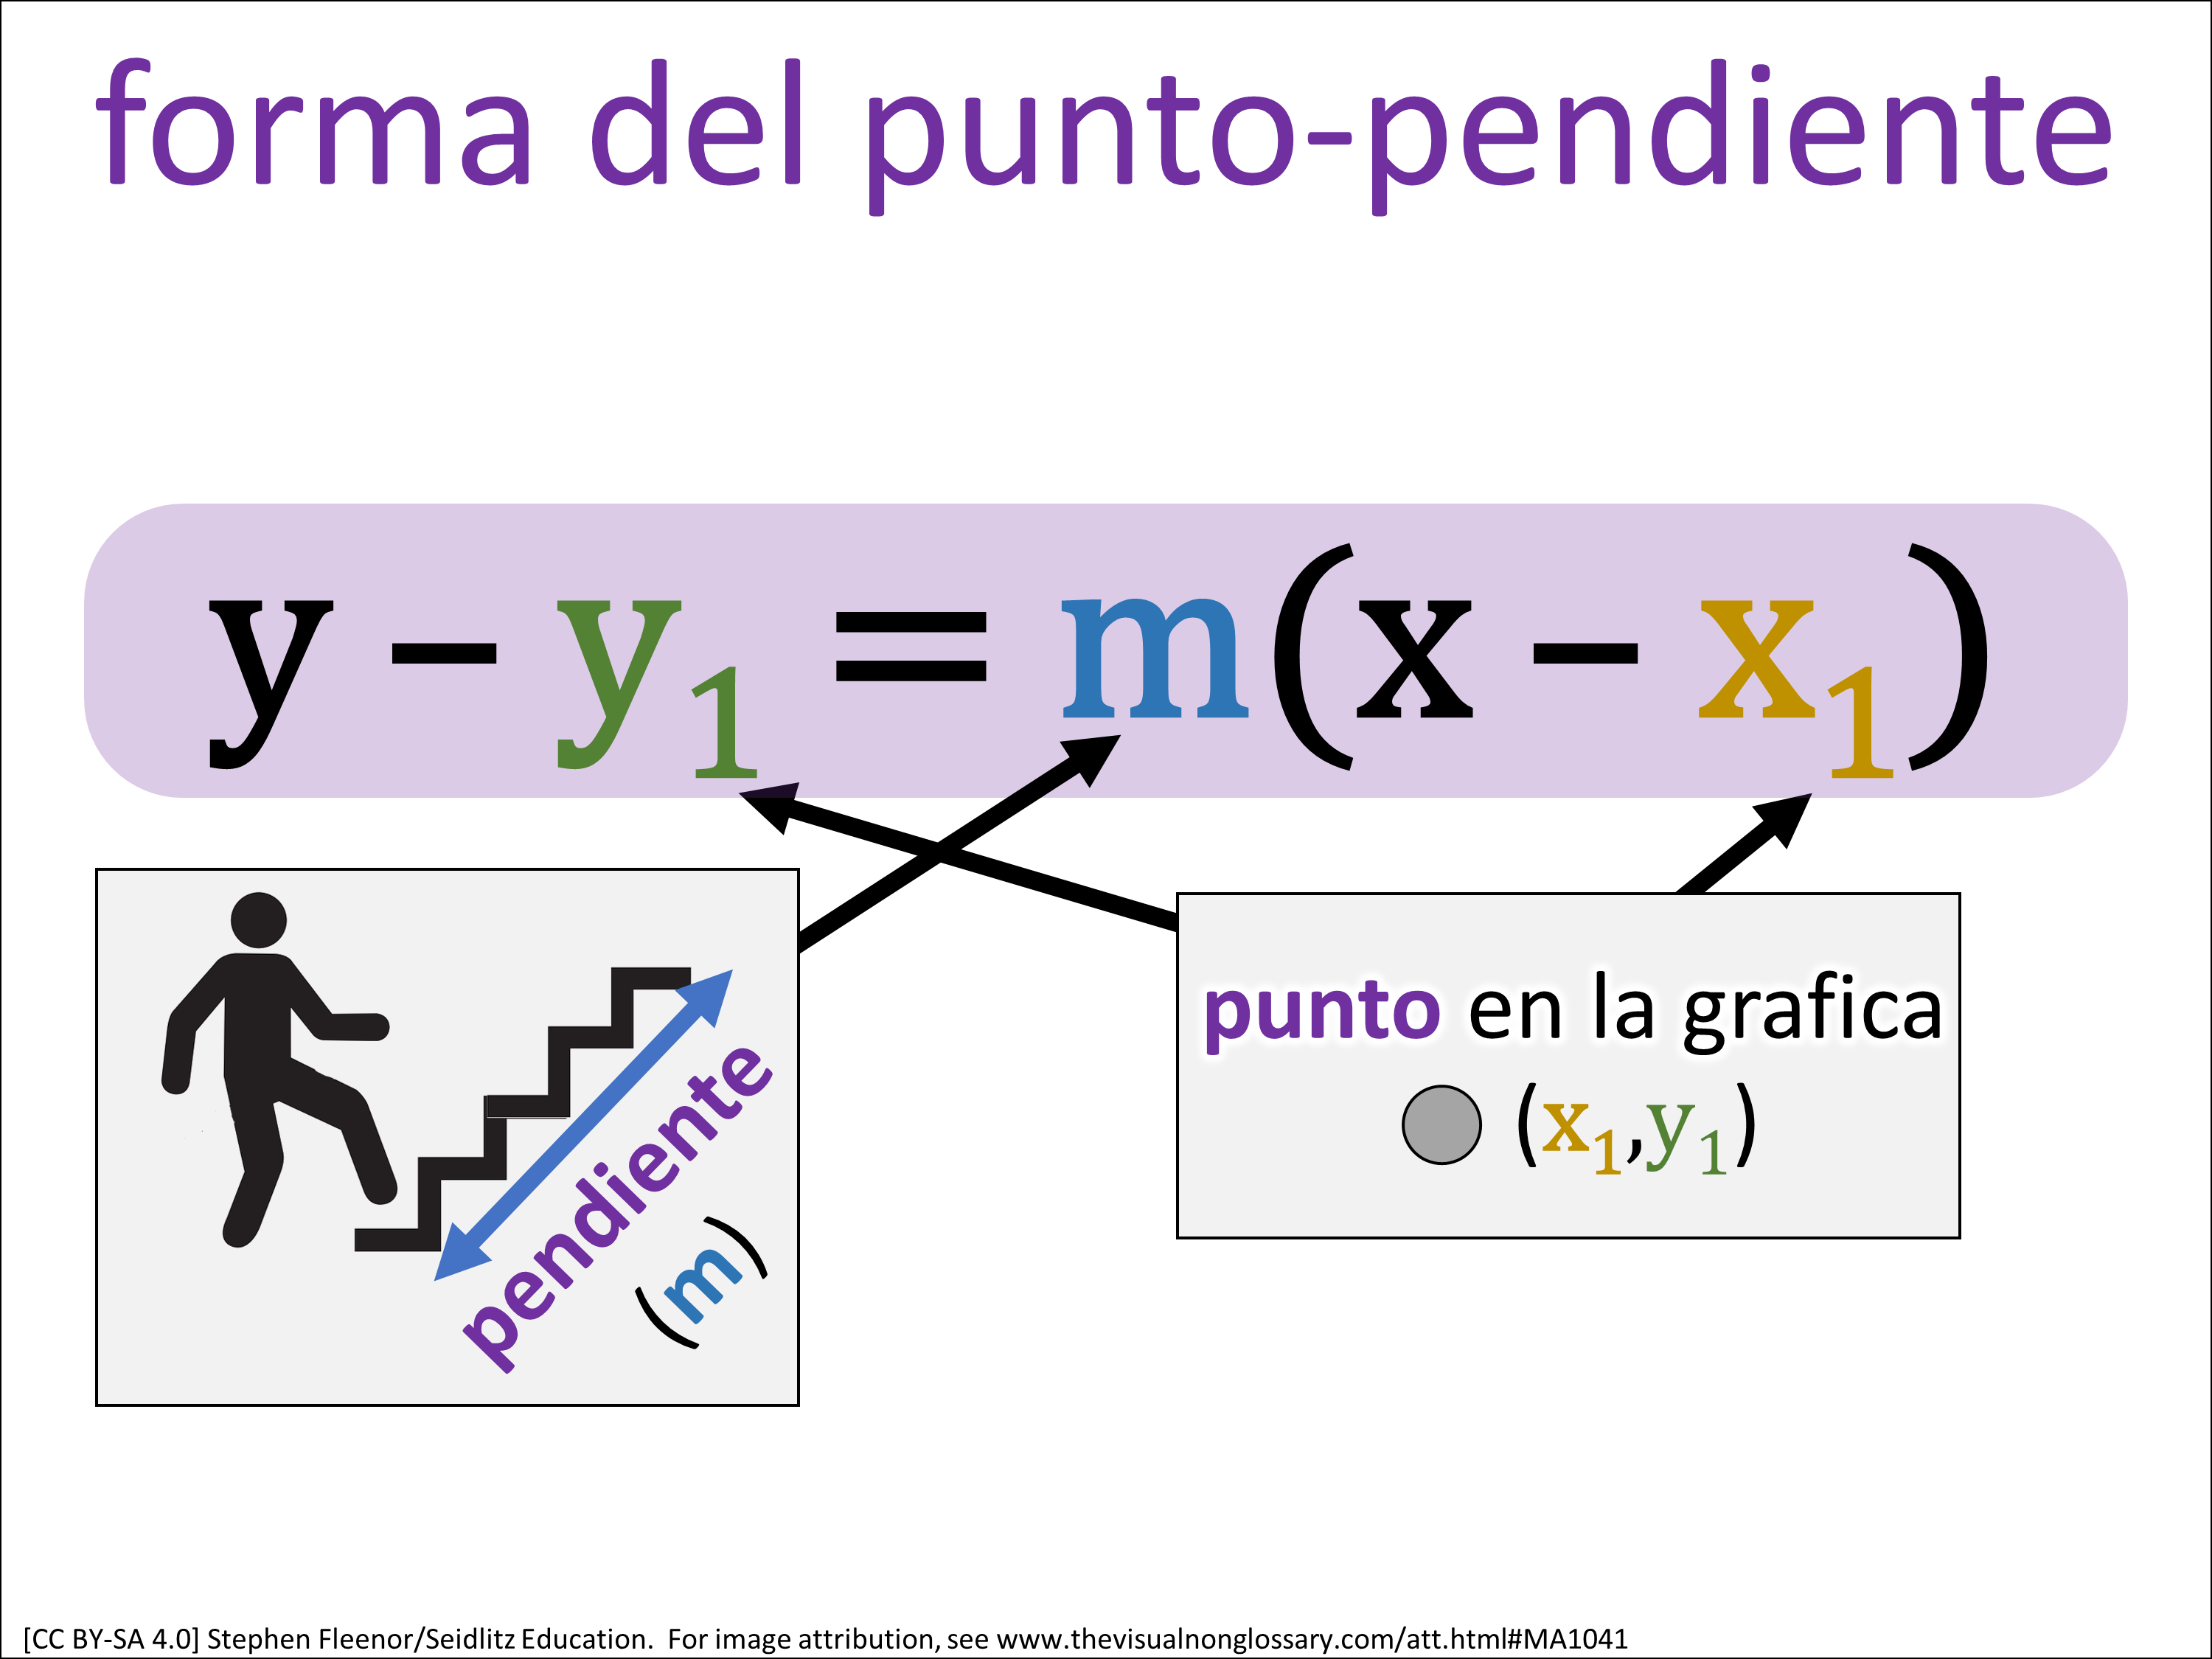 forma del punto-pendiente
y – y₁ = m(x – x₁)
pendiente
(m)
punto en la grafica
(x₁,y₁)
[CC BY-SA 4.0] Stephen Fleenor/Seidlitz Education.  For image attribution, see www.thevisualnonglossary.com/att.html#MA1041